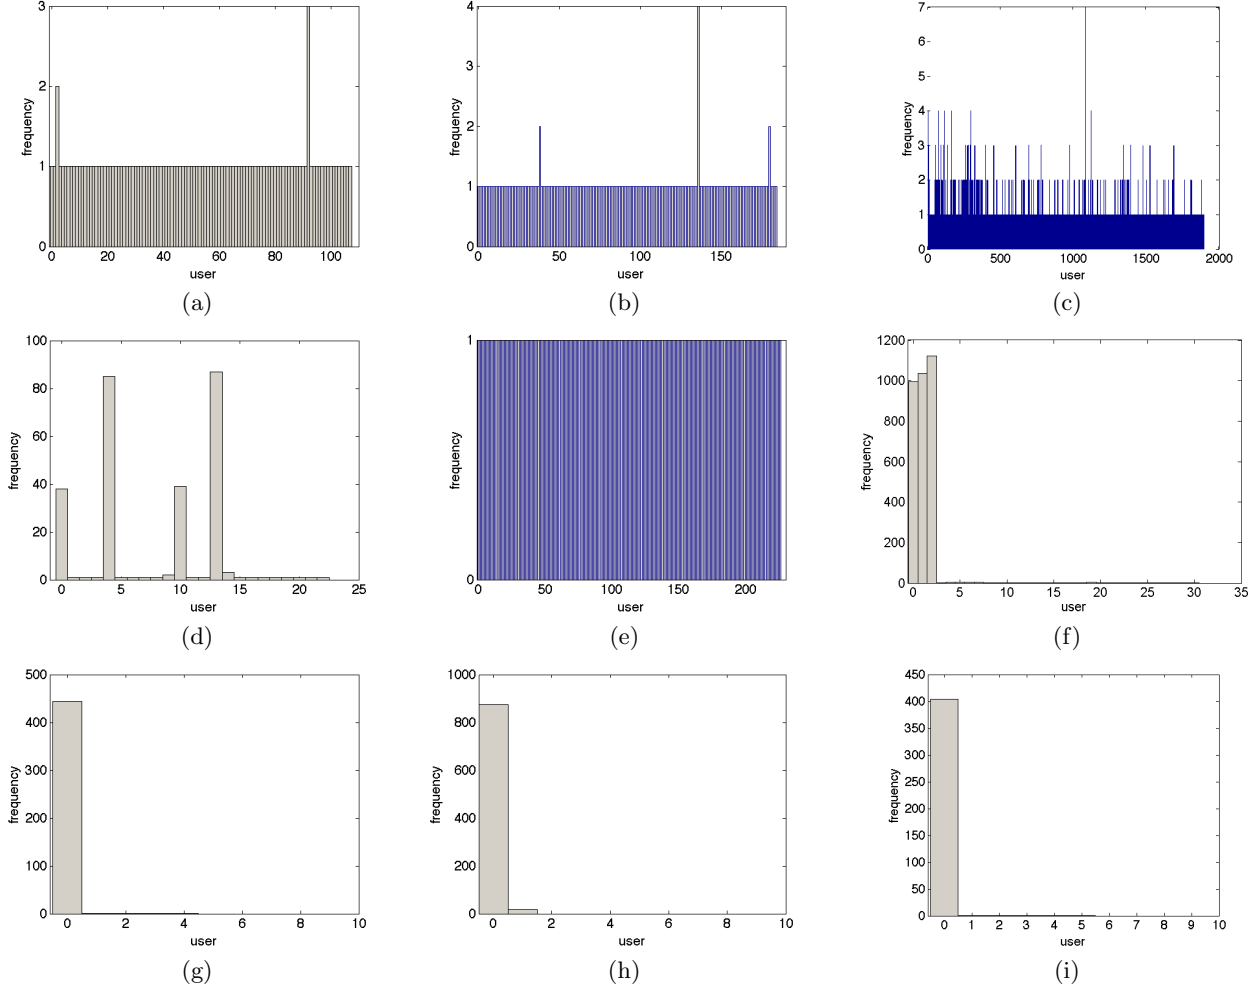 3
2
1
0
frequency
0 20 40 60 80 100
user
(a)
4
3
2
1
0
frequency
0 50 100 150
user
(b)
7
6
5
4
3
2
1
0
frequency
0 500 1000 1500 2000
user
(c)
100
80
60
40
20
0
frequency
0 5 10 15 20 25
user
(d)
1
0
frequency
0 50 100 150 200
user
(e)
1200
1000
800
600
400
200
0
frequency
0 5 10 15 20 25 30 35
user
(f)
500
400
300
200
100
0
frequency
0 2 4 6 8 10
user
(g)
1000
800
600
400
200
0
frequency
0 2 4 6 8 10
user
(h)
450
400
350
300
250
200
150
100
50
0
frequency
0 1 2 3 4 5 6 7 8 9 10
user
(i)